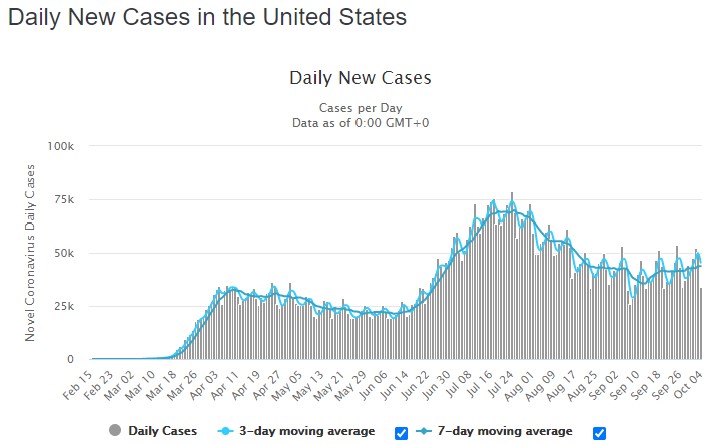 Daily New Cases in the United States
Daily New Cases
Cases per Day
Data as of 0:00 GMT+0
Novel Coronavirus Daily Cases
100k
75k
50k
25k
0
Feb 15
Feb 23
Mar 02
Mar 10
Mar 18
Mar 26
Apr 03
Apr 11
Apr 19
Apr 27
May 05
May 13
May 21
May 29
Jun 06
Jun 14
Jun 22
Jun 30
Jul 08
Jul 16
Jul 24
Aug 01
Aug 09
Aug 17
Aug 25
Sep 02
Sep 10
Sep 18
Sep 26
Oct 04
Daily Cases
3-day moving average
7-day moving average